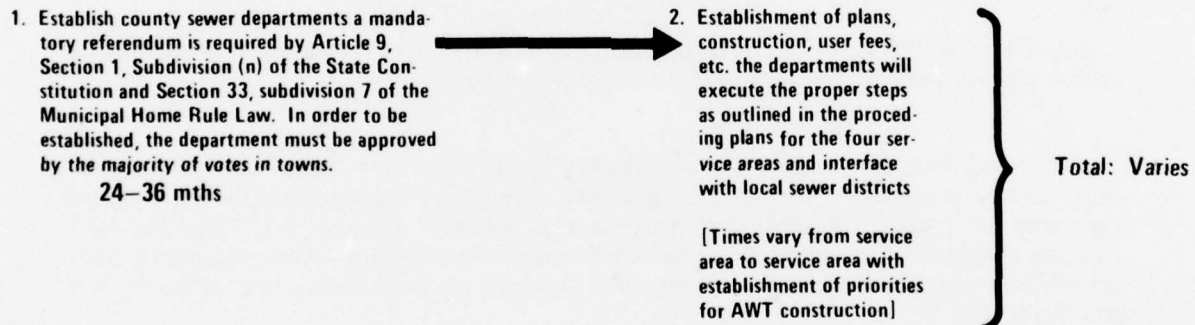 1. Establish county sewer departments a manda-
tory referendum is required by Article 9,
Section 1, Subdivision (n) of the State Con-
stitution and Section 33, subdivision 7 of the
Municipal Home Rule Law. In order to be
established, the department must be approved
by the majority of votes in towns.
24–36 mths
2. Establishment of plans,
construction, user fees,
etc. the departments will
execute the proper steps
as outlined in the proced-
ing plans for the four ser-
vice areas and interface
with local sewer districts
[Times vary from service
area to service area with
establishment of priorities
for AWT construction]
Total: Varies